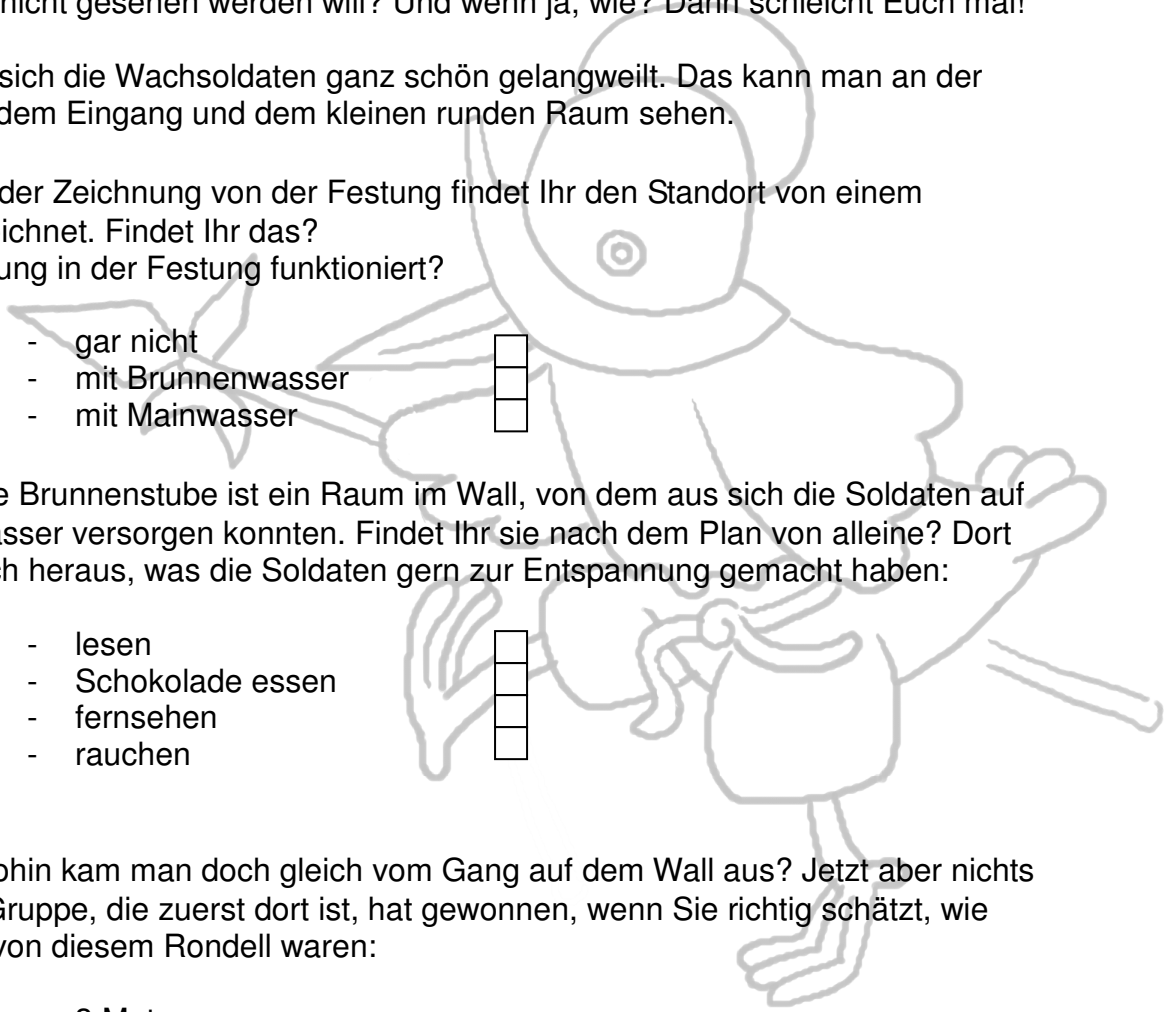 nicht gesehen werden will? Und wenn ja, wie? Dann schleicht Euch mal!
sich die Wachsoldaten ganz schön gelangweilt. Das kann man an der
dem Eingang und dem kleinen runden Raum sehen.
der Zeichnung von der Festung findet Ihr den Standort von einem
ichnet. Findet Ihr das?
ung in der Festung funktioniert?
- gar nicht
- mit Brunnenwasser
- mit Mainwasser
e Brunnenstube ist ein Raum im Wall, von dem aus sich die Soldaten auf
asser versorgen konnten. Findet Ihr sie nach dem Plan von alleine? Dort
ch heraus, was die Soldaten gern zur Entspannung gemacht haben:
- lesen
- Schokolade essen
- fernsehen
- rauchen
ohin kam man doch gleich vom Gang auf dem Wall aus? Jetzt aber nichts
Gruppe, die zuerst dort ist, hat gewonnen, wenn Sie richtig schätzt, wie
von diesem Rondell waren: